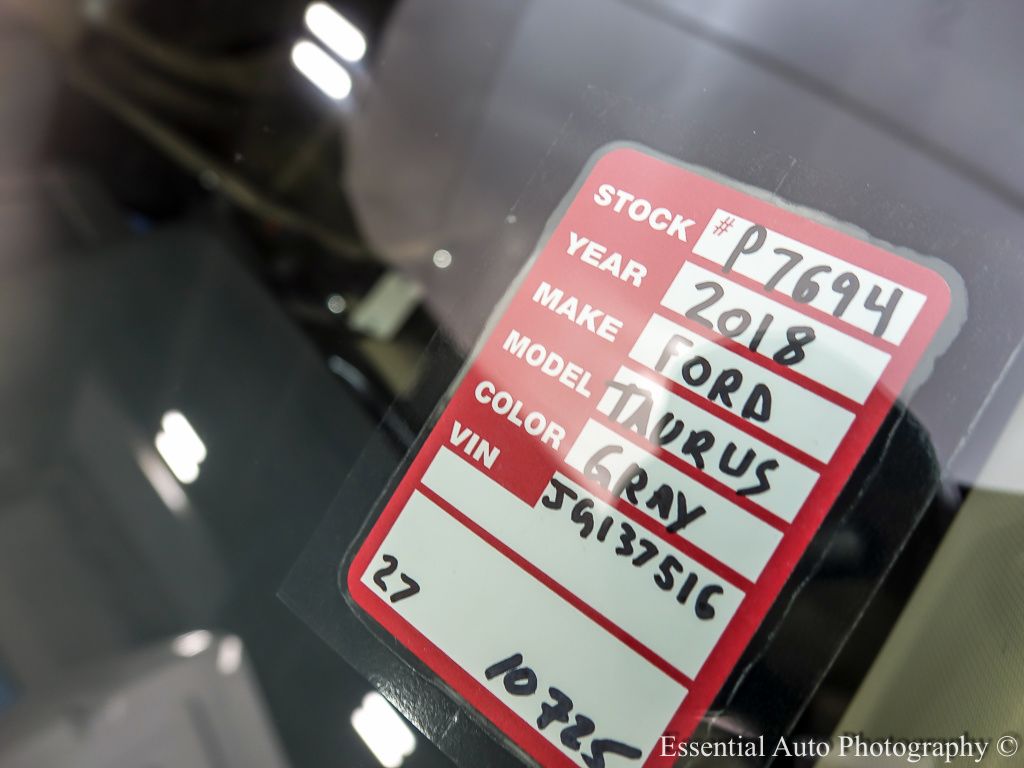 STOCK # P7694
YEAR 2018
MAKE FORD
MODEL TAURUS
COLOR GRAY
VIN JG137516
27
10725
Essential Auto Photography ©